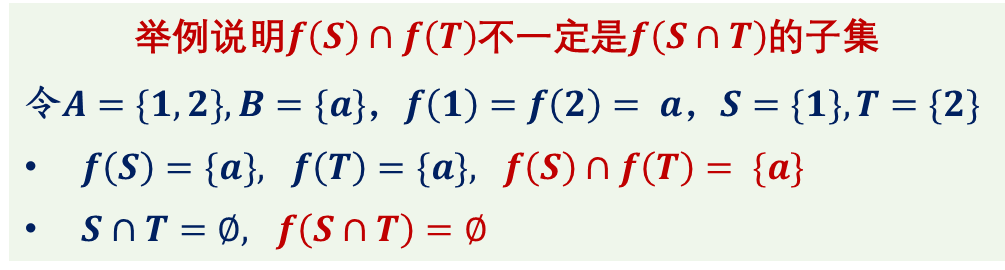 举例说明f(S) ∩ f(T)不一定是f(S ∩ T)的子集
令A = {1, 2}, B = {a}, f(1) = f(2) = a, S = {1}, T = {2}
• f(S) = {a}, f(T) = {a}, f(S) ∩ f(T) = {a}
• S ∩ T = ∅, f(S ∩ T) = ∅